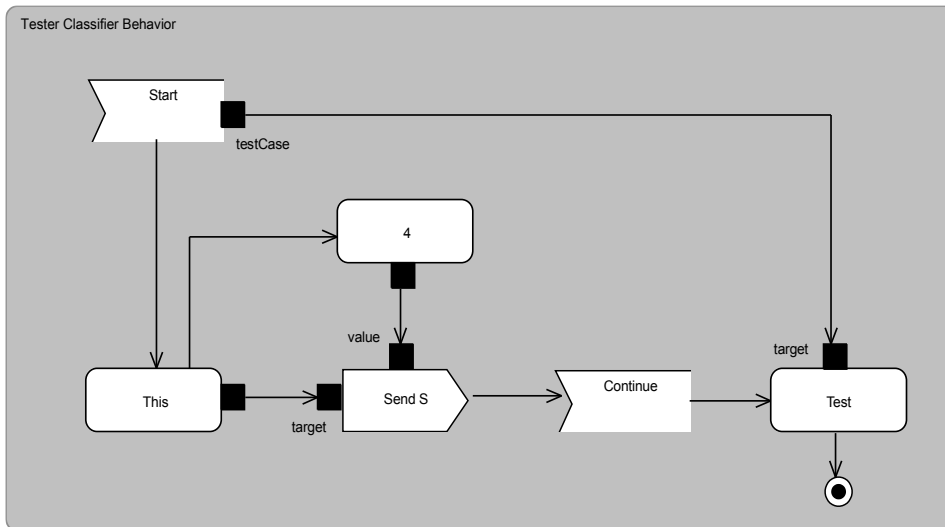 Tester Classifier Behavior
Start
testCase
4
value
target
This
Send S
Continue
Test
target